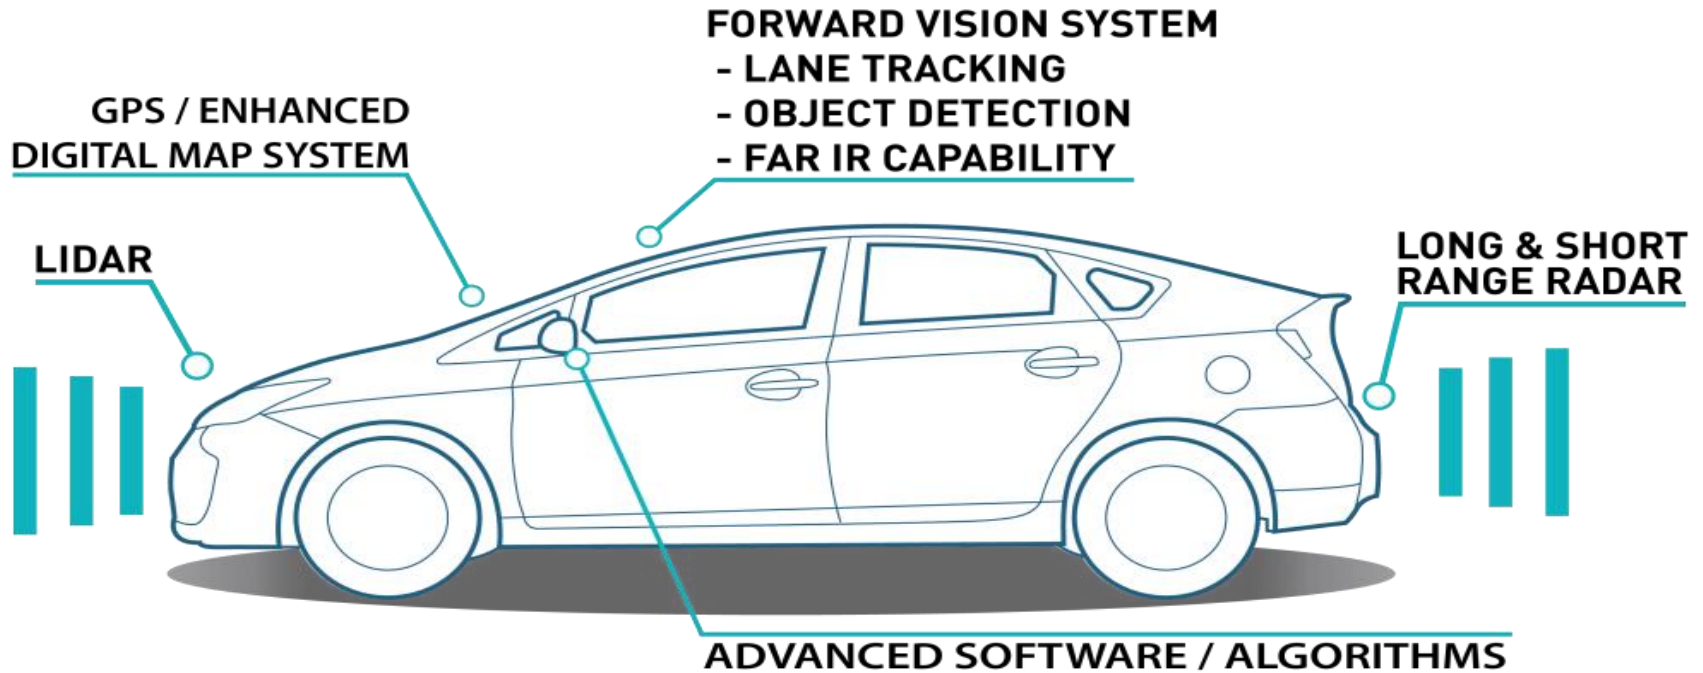 FORWARD VISION SYSTEM
- LANE TRACKING
- OBJECT DETECTION
- FAR IR CAPABILITY
GPS / ENHANCED
DIGITAL MAP SYSTEM
LIDAR
LONG & SHORT
RANGE RADAR
ADVANCED SOFTWARE / ALGORITHMS